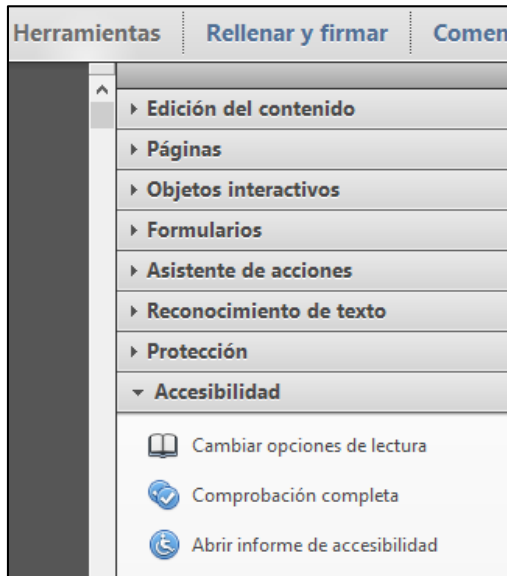 Herramientas Rellenar y firmar Comen
Edición del contenido
Páginas
Objetos interactivos
Formularios
Asistente de acciones
Reconocimiento de texto
Protección
Accesibilidad
Cambiar opciones de lectura
Comprobación completa
Abrir informe de accesibilidad